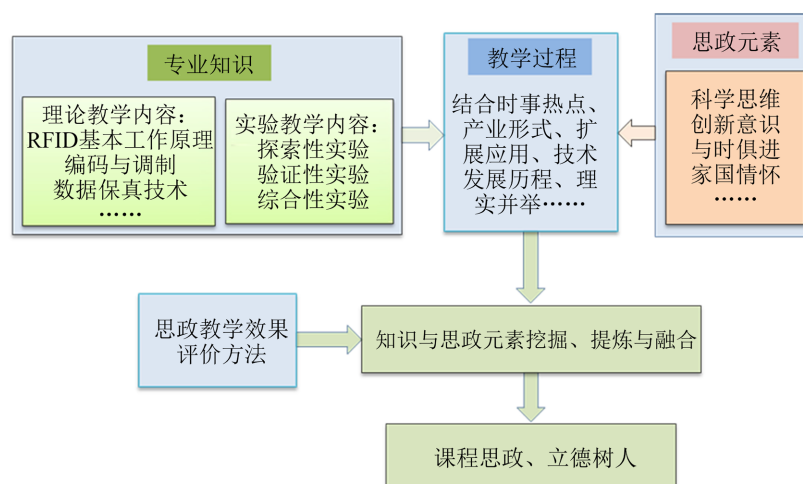 专业知识
理论教学内容：
RFID基本工作原理
编码与调制
数据保真技术
……
实验教学内容：
探索性实验
验证性实验
综合性实验
教学过程
结合时事热点、
产业形式、扩
展应用、技术
发展历程、理
实并举……
思政元素
科学思维
创新意识
与时俱进
家国情怀
……
思政教学效果
评价方法
知识与思政元素挖掘、提炼与融合
课程思政、立德树人